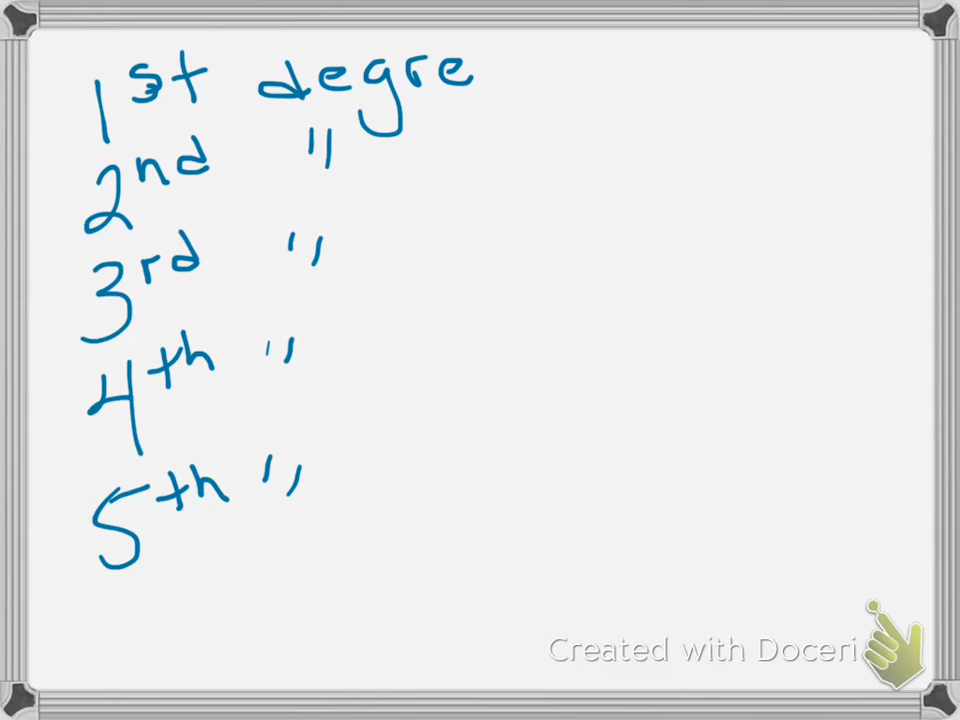 1st degre
2nd "
3rd "
4th "
5th "
Created with Doceri